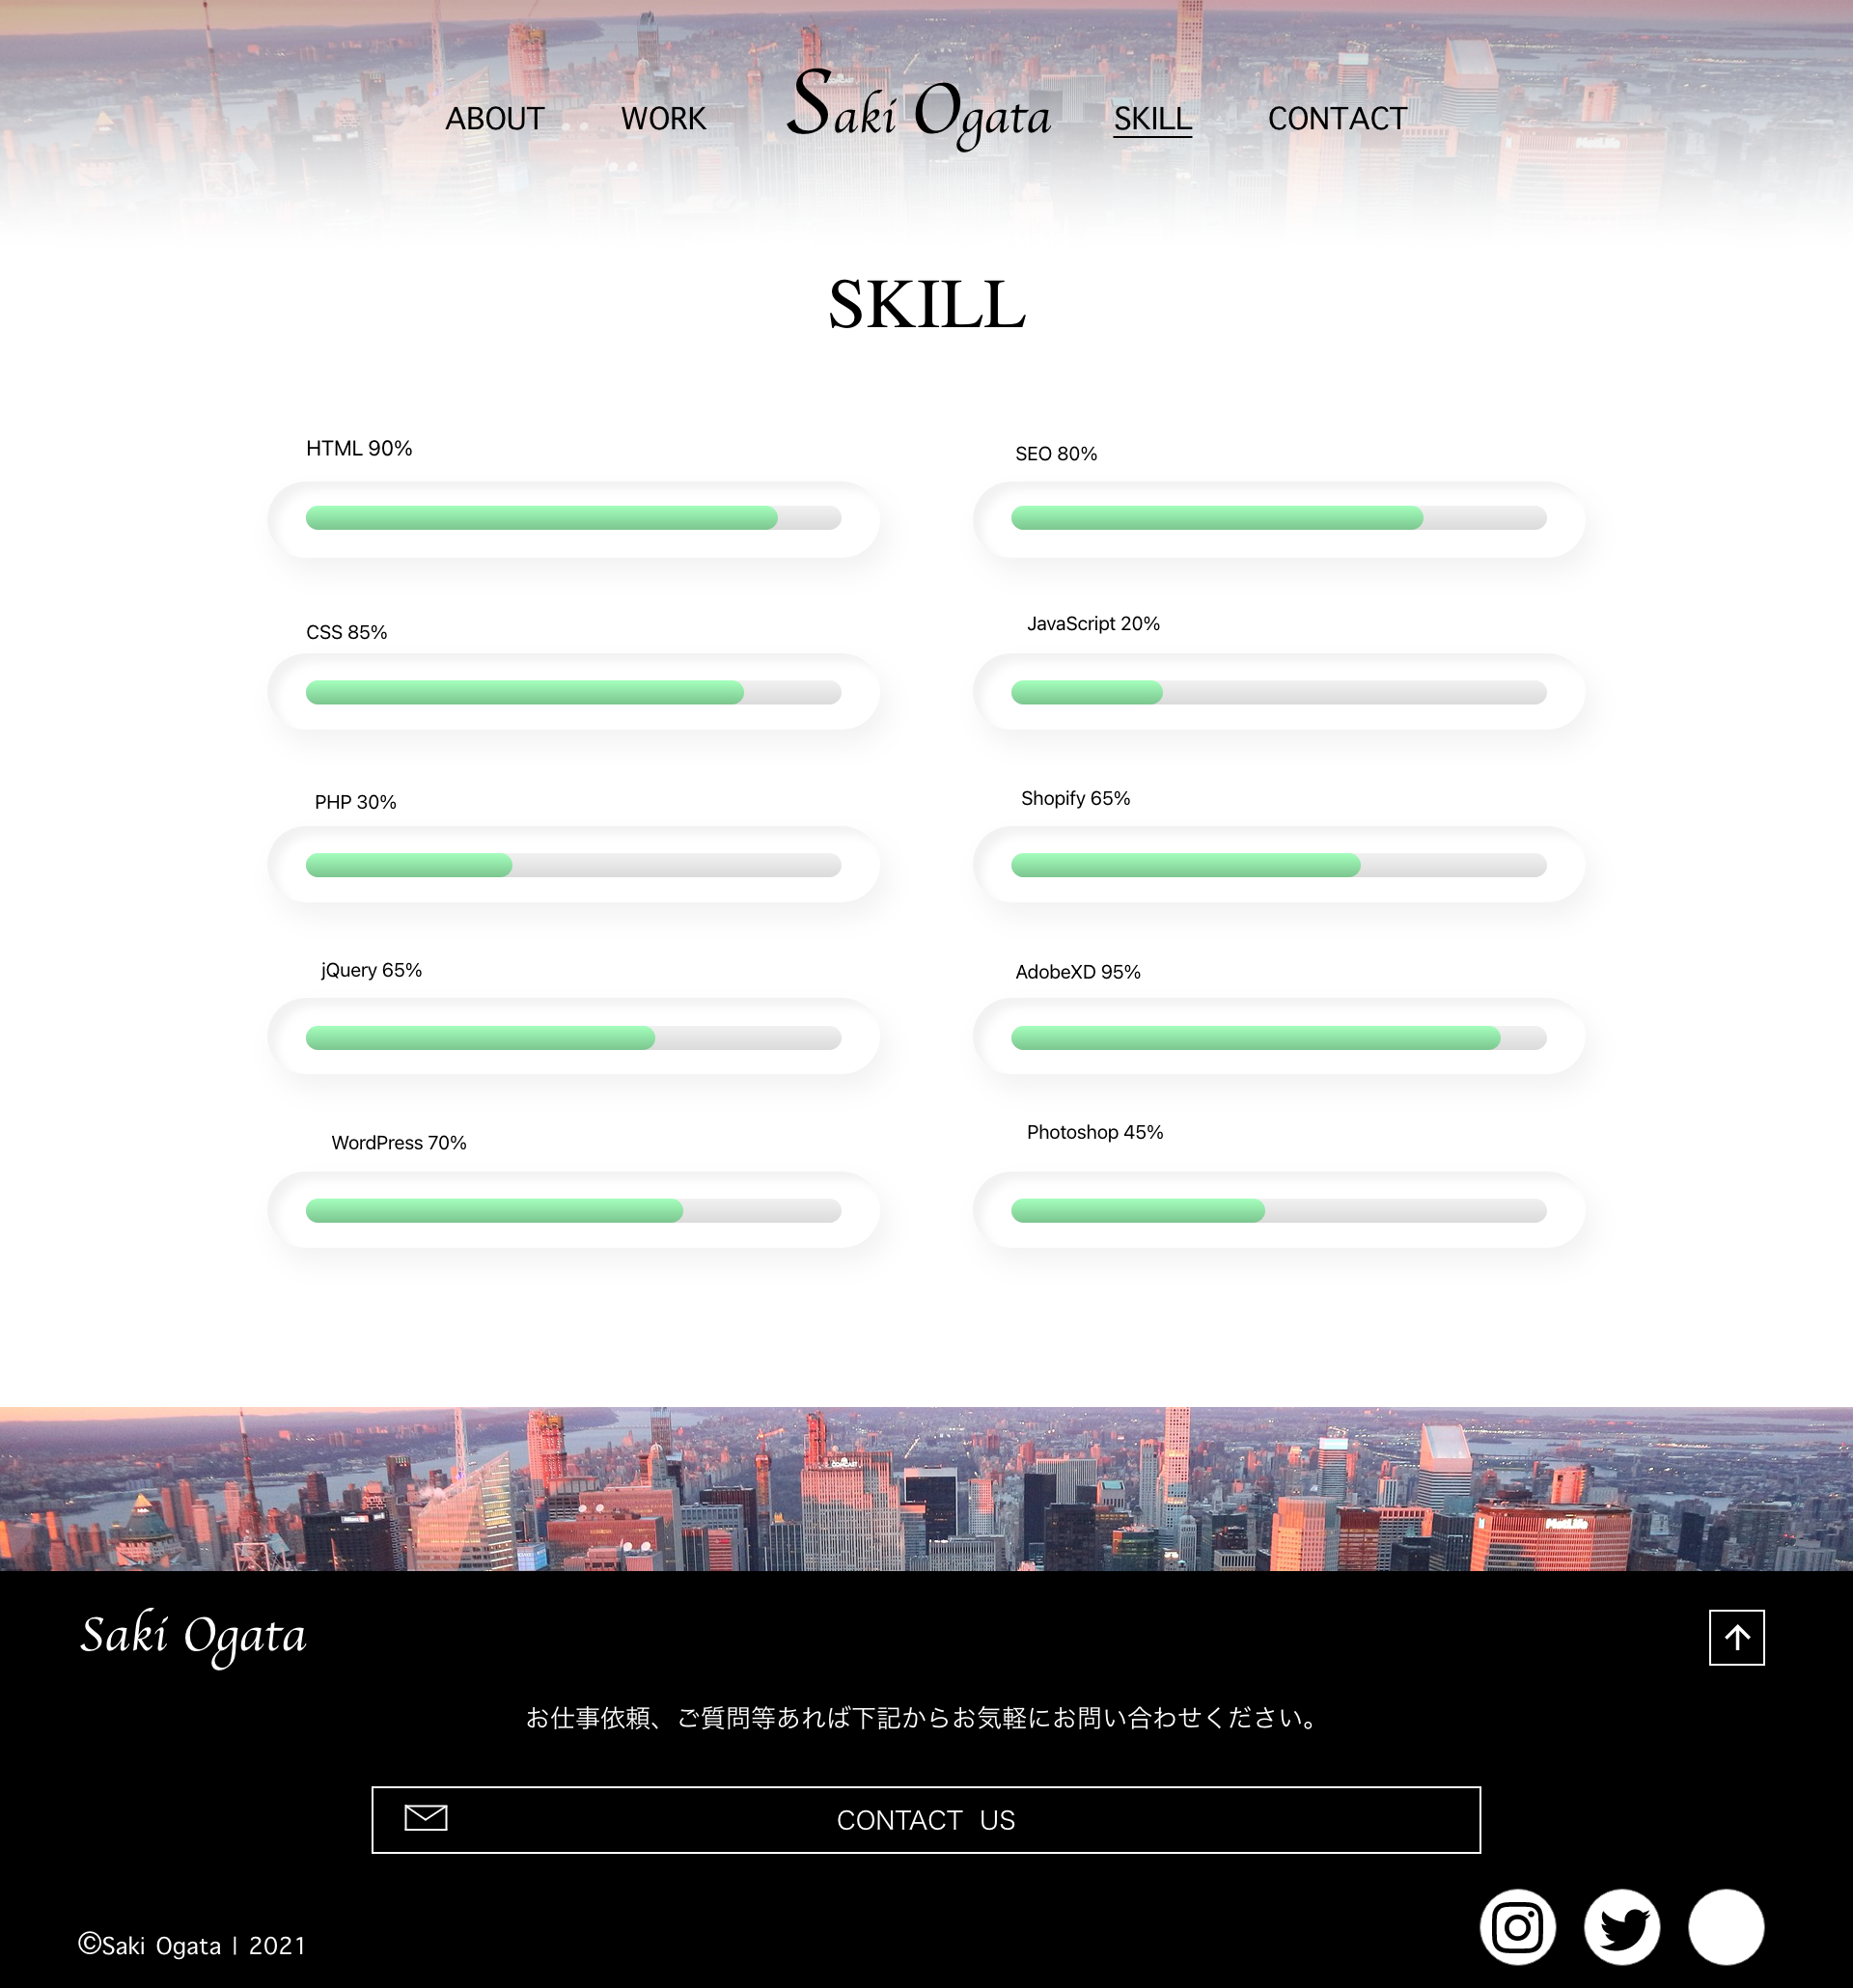 ABOUT WORK Saki Ogata SKILL CONTACT
SKILL
HTML 90%
SEO 80%
CSS 85%
JavaScript 20%
PHP 30%
Shopify 65%
jQuery 65%
AdobeXD 95%
WordPress 70%
Photoshop 45%
MetLife
Saki Ogata
お仕事依頼、ご質問等あれば下記からお気軽にお問い合わせください。
CONTACT US
©Saki Ogata | 2021